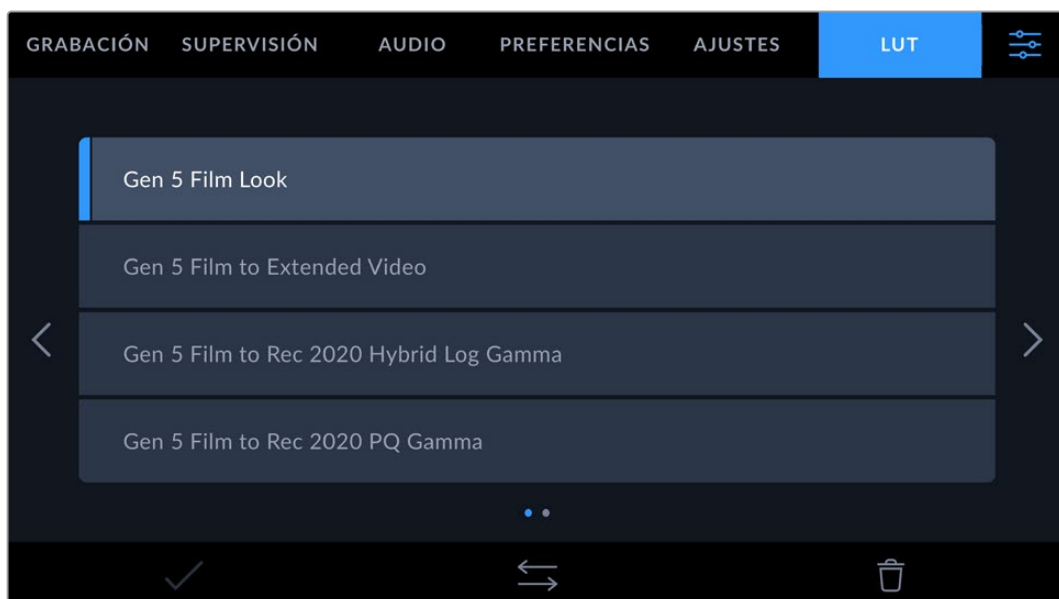 GRABACIÓN SUPERVISIÓN AUDIO PREFERENCIAS AJUSTES LUT
Gen 5 Film Look
Gen 5 Film to Extended Video
Gen 5 Film to Rec 2020 Hybrid Log Gamma
Gen 5 Film to Rec 2020 PQ Gamma